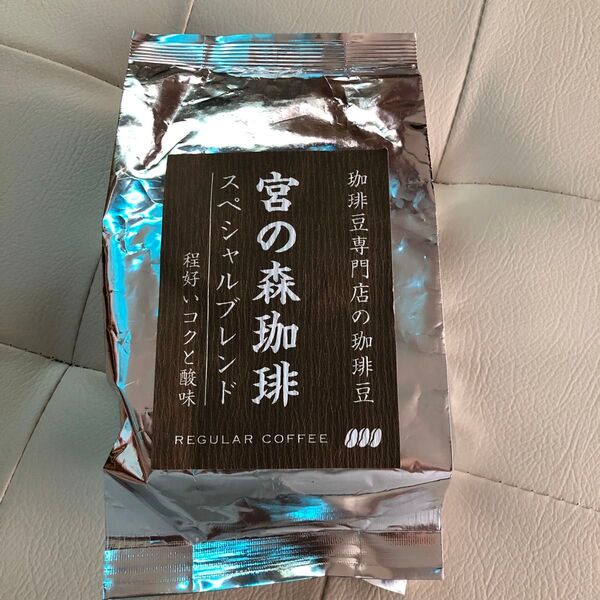 珈琲豆専門店の珈琲豆
宮の森珈琲
スペシャルブレンド
程好いコクと酸味
REGULAR COFFEE